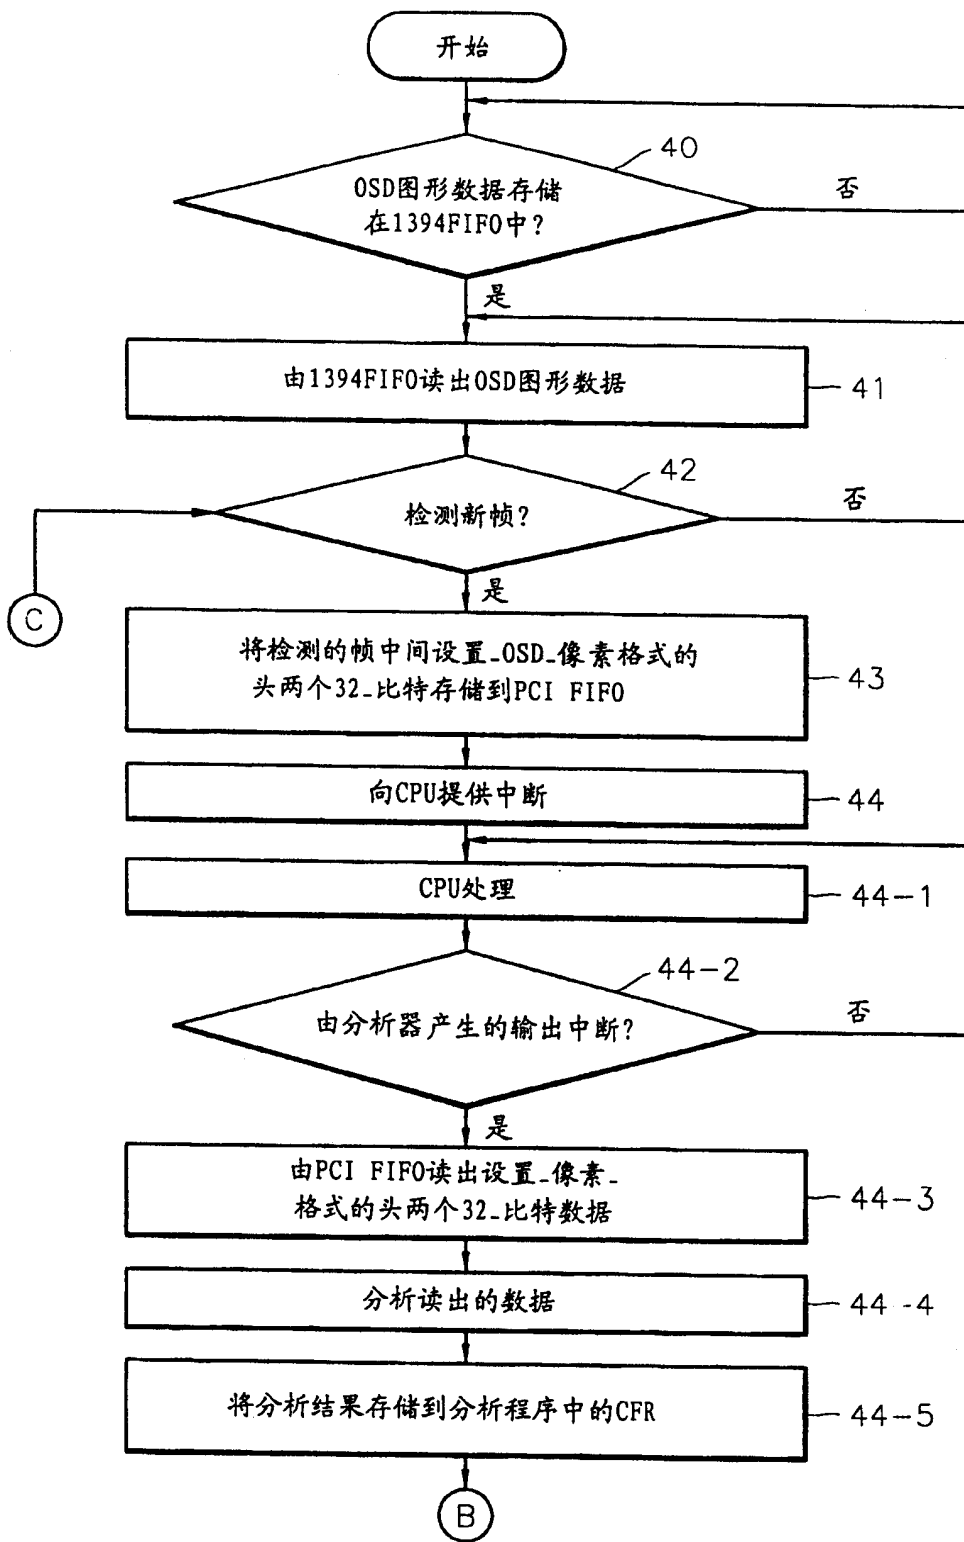 开始
40
OSD图形数据存储
在1394FIFO中?
否
是
由1394FIFO读出OSD图形数据
41
42
检测新帧?
否
是
C
将检测的帧中间设置_OSD_像素格式的
头两个32_比特存储到PCI FIFO
43
向CPU提供中断
44
CPU处理
44-1
44-2
由分析器产生的输出中断?
否
是
由PCI FIFO读出设置_像素_
格式的头两个32_比特数据
44-3
分析读出的数据
44-4
将分析结果存储到分析程序中的CFR
44-5
B